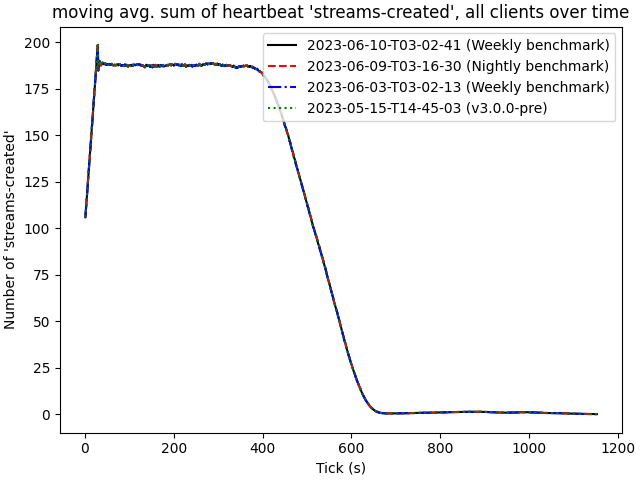 moving avg. sum of heartbeat 'streams-created', all clients over time
2023-06-10-T03-02-41 (Weekly benchmark)
2023-06-09-T03-16-30 (Nightly benchmark)
2023-06-03-T03-02-13 (Weekly benchmark)
2023-05-15-T14-45-03 (v3.0.0-pre)
Number of 'streams-created'
200
175
150
125
100
75
50
25
0
0 200 400 600 800 1000 1200
Tick (s)